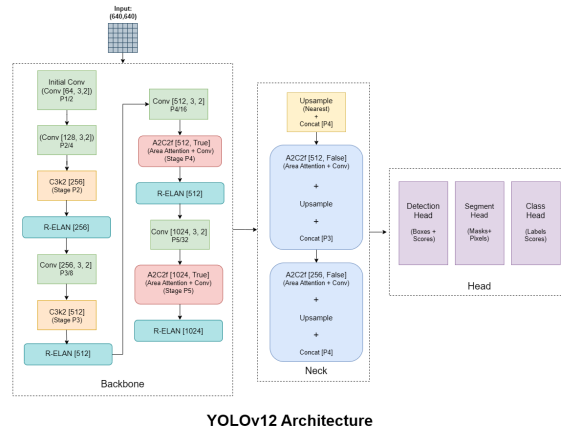 Input:
(640,640)
Initial Conv
(Conv [64, 3,2])
P1/2
(Conv [128, 3,2])
P2/4
C3k2 [256]
(Stage P2)
R-ELAN [256]
Conv [256, 3, 2]
P3/8
C3k2 [512]
(Stage P3)
R-ELAN [512]
Conv [512, 3, 2]
P4/16
A2C2f [512, True]
(Area Attention + Conv)
(Stage P4)
R-ELAN [512]
Conv [1024, 3, 2]
P5/32
A2C2f [1024, True]
(Area Attention + Conv)
(Stage P5)
R-ELAN [1024]
Backbone
Upsample
(Nearest)
+
Concat [P4]
A2C2f [512, False]
(Area Attention + Conv)
+
Upsample
+
Concat [P3]
A2C2f [256, False]
(Area Attention + Conv)
+
Upsample
+
Concat [P4]
Neck
Detection
Head
(Boxes +
Scores)
Segment
Head
(Masks+
Pixels)
Class
Head
(Labels
Scores)
Head
YOLOv12 Architecture